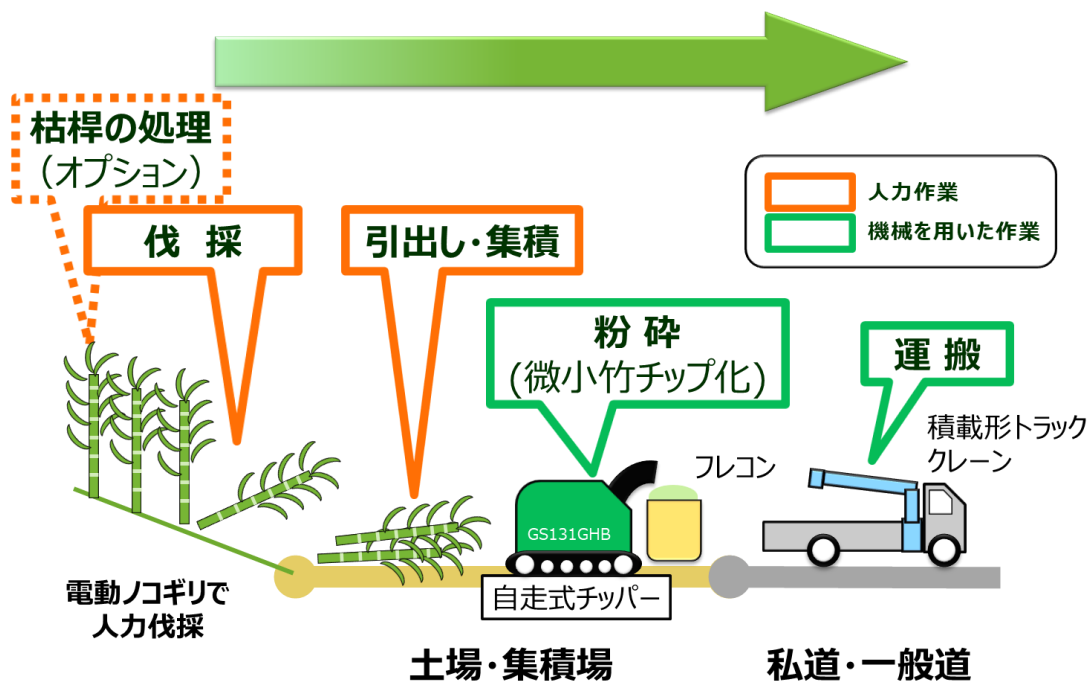 枯桿の処理
（オプション）
伐 採
引出し・集積
人力作業
機械を用いた作業
粉 砕
(微小竹チップ化)
運 搬
積載形トラック
クレーン
フレコン
GS131GHB
自走式チッパー
電動ノコギリで
人力伐採
土場・集積場
私道・一般道